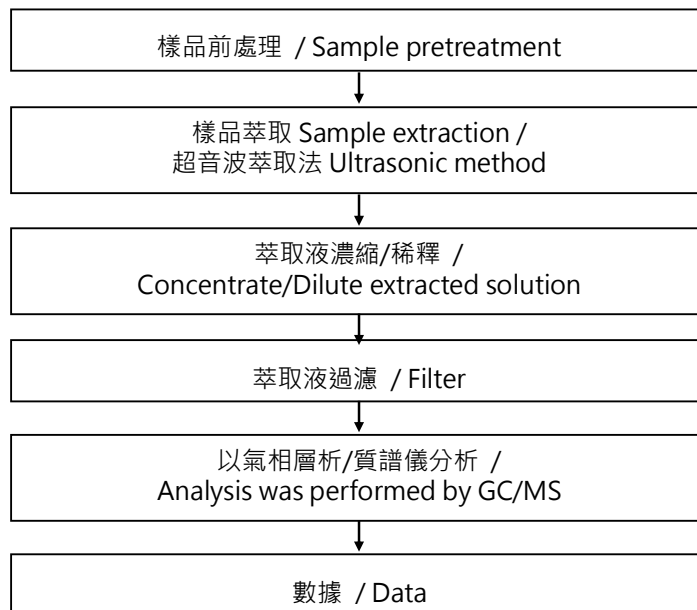 樣品前處理 / Sample pretreatment
樣品萃取 Sample extraction /
超音波萃取法 Ultrasonic method
萃取液濃縮/稀釋 /
Concentrate/Dilute extracted solution
萃取液過濾 / Filter
以氣相層析/質譜儀分析 /
Analysis was performed by GC/MS
數據 / Data